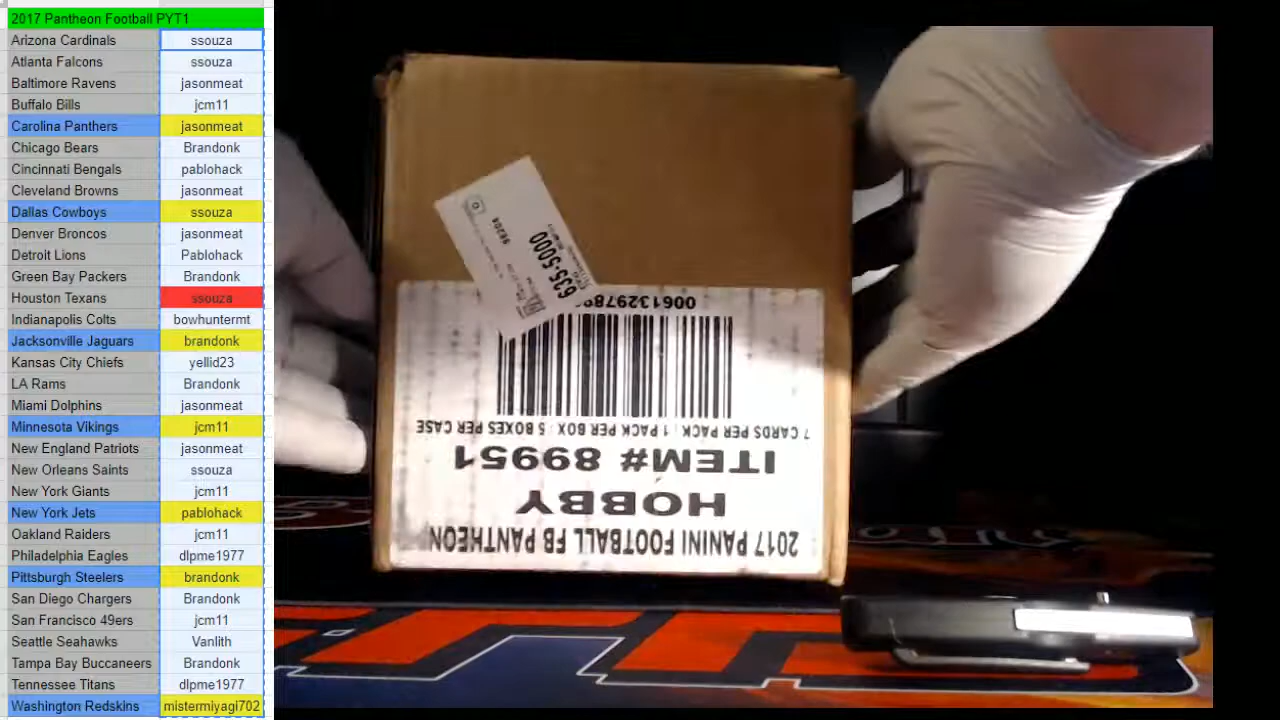 2017 Pantheon Football PYT1
Arizona Cardinals ssouza
Atlanta Falcons ssouza
Baltimore Ravens jasonmeat
Buffalo Bills jcm11
Carolina Panthers jasonmeat
Chicago Bears Brandonk
Cincinnati Bengals pablohack
Cleveland Browns jasonmeat
Dallas Cowboys ssouza
Denver Broncos jasonmeat
Detroit Lions Pablohack
Green Bay Packers Brandonk
Houston Texans ssouza
Indianapolis Colts bowhuntermt
Jacksonville Jaguars brandonk
Kansas City Chiefs yellid23
LA Rams Brandonk
Miami Dolphins jasonmeat
Minnesota Vikings jcm11
New England Patriots jasonmeat
New Orleans Saints ssouza
New York Giants jcm11
New York Jets pablohack
Oakland Raiders jcm11
Philadelphia Eagles dlpme1977
Pittsburgh Steelers brandonk
San Diego Chargers Brandonk
San Francisco 49ers jcm11
Seattle Seahawks Vanlith
Tampa Bay Buccaneers Brandonk
Tennessee Titans dlpme1977
Washington Redskins mistermiyagi702
2017 PANINI FOOTBALL FB PANTHEON
HOBBY
ITEM# 89951
7 CARDS PER PACK : 1 PACK PER BOX : 5 BOXES PER CASE
635-5000